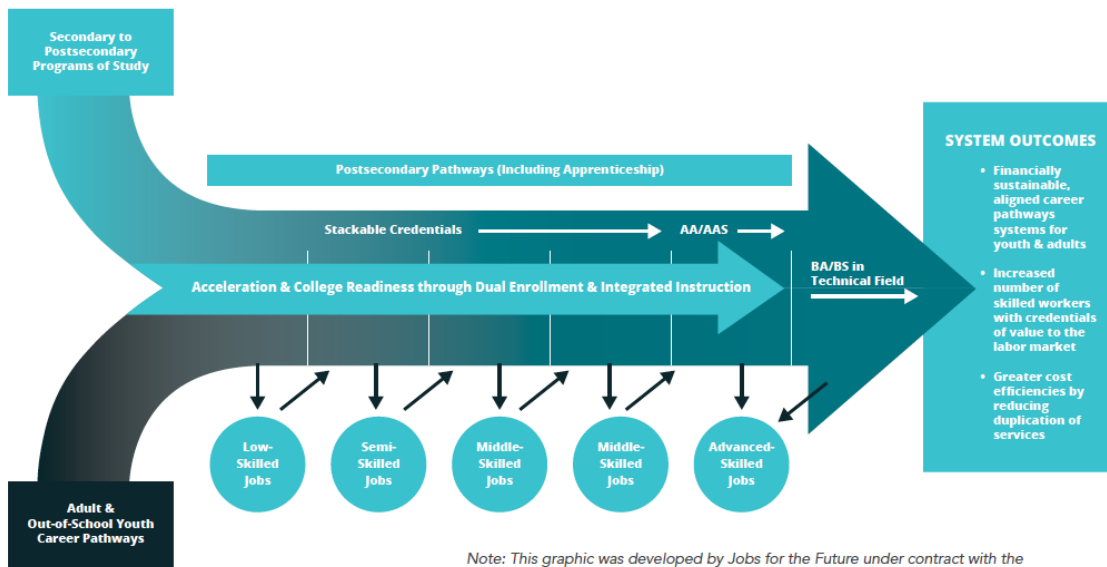 Secondary to
Postsecondary
Programs of Study
Postsecondary Pathways (Including Apprenticeship)
Stackable Credentials
AA/AAS
Acceleration & College Readiness through Dual Enrollment & Integrated Instruction
BA/BS in
Technical Field
SYSTEM OUTCOMES
• Financially
sustainable,
aligned career
pathways
systems for
youth & adults
• Increased
number of
skilled workers
with credentials
of value to the
labor market
• Greater cost
efficiencies by
reducing
duplication of
services
Low-
Skilled
Jobs
Semi-
Skilled
Jobs
Middle-
Skilled
Jobs
Middle-
Skilled
Jobs
Advanced-
Skilled
Jobs
Adult &
Out-of-School Youth
Career Pathways
Note: This graphic was developed by Jobs for the Future under contract with the